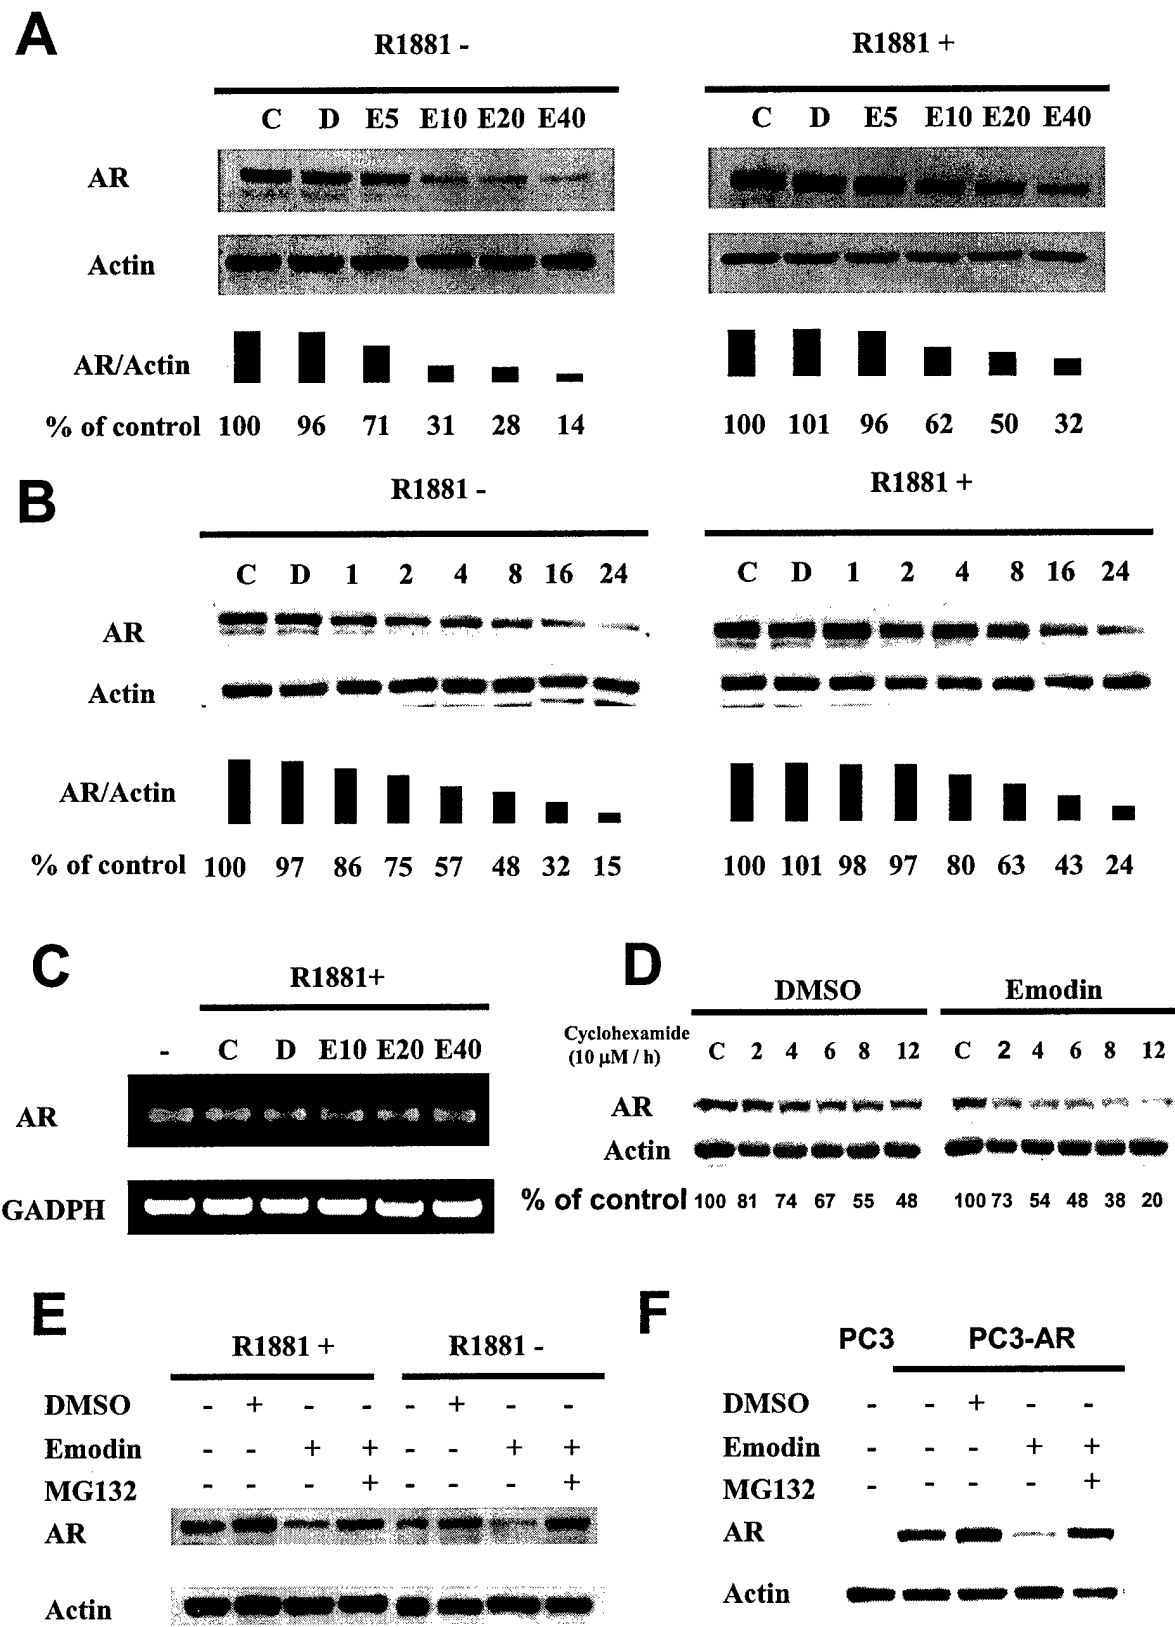 A
R1881 -
R1881 +
C D E5 E10 E20 E40
C D E5 E10 E20 E40
AR
Actin
AR/Actin
% of control 100 96 71 31 28 14
100 101 96 62 50 32
B
R1881 -
R1881 +
C D 1 2 4 8 16 24
C D 1 2 4 8 16 24
AR
Actin
AR/Actin
% of control 100 97 86 75 57 48 32 15
100 101 98 97 80 63 43 24
C
R1881+
- C D E10 E20 E40
AR
GADPH
D
DMSO
Emodin
Cyclohexamide
(10 μM / h)
C 2 4 6 8 12
C 2 4 6 8 12
AR
Actin
% of control 100 81 74 67 55 48
100 73 54 48 38 20
E
R1881 +
R1881 -
DMSO - + - - - + - -
Emodin - - + + - - + +
MG132 - - - + - - - +
AR
Actin
F
PC3
PC3-AR
DMSO - - + - -
Emodin - - - + +
MG132 - - - - +
AR
Actin